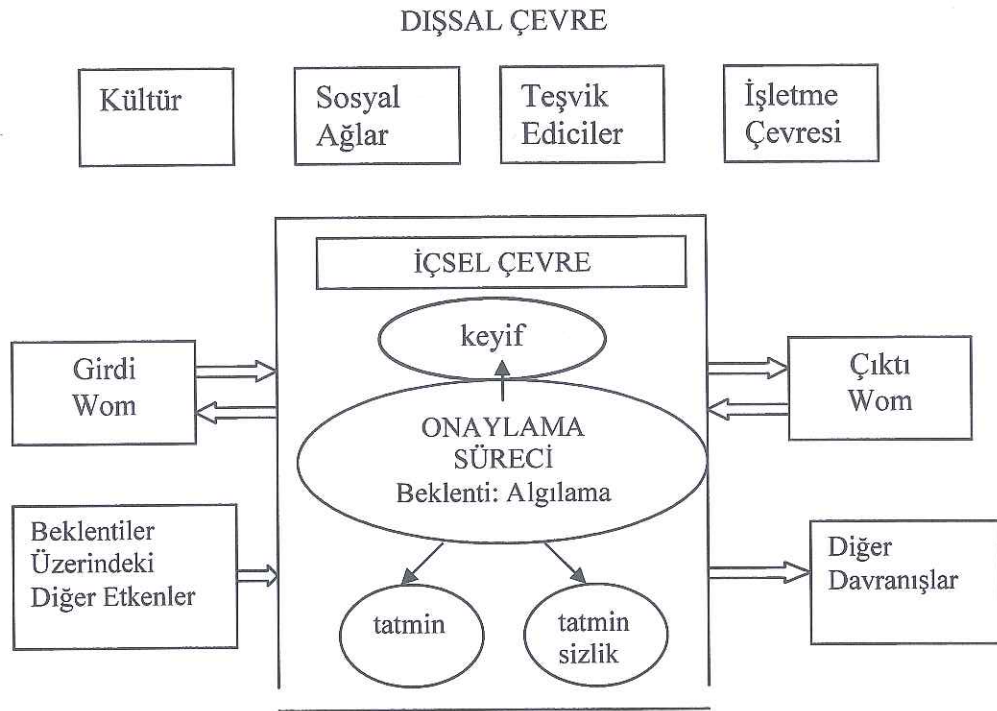 DIŞSAL ÇEVRE
Kültür
Sosyal
Ağlar
Teşvik
Ediciler
İşletme
Çevresi
İÇSEL ÇEVRE
keyif
Girdi
Wom
Çıktı
Wom
ONAYLAMA
SÜRECİ
Beklenti: Algılama
Beklentiler
Üzerindeki
Diğer Etkenler
Diğer
Davranışlar
tatmin
tatmin
sizlik